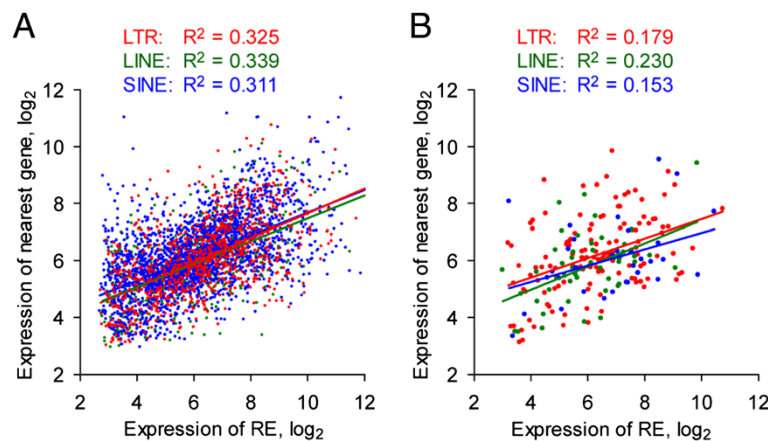 A
LTR: R² = 0.325
LINE: R² = 0.339
SINE: R² = 0.311
Expression of nearest gene, log₂
12
10
8
6
4
2
2 4 6 8 10 12
Expression of RE, log₂
B
LTR: R² = 0.179
LINE: R² = 0.230
SINE: R² = 0.153
Expression of nearest gene, log₂
12
10
8
6
4
2
2 4 6 8 10 12
Expression of RE, log₂